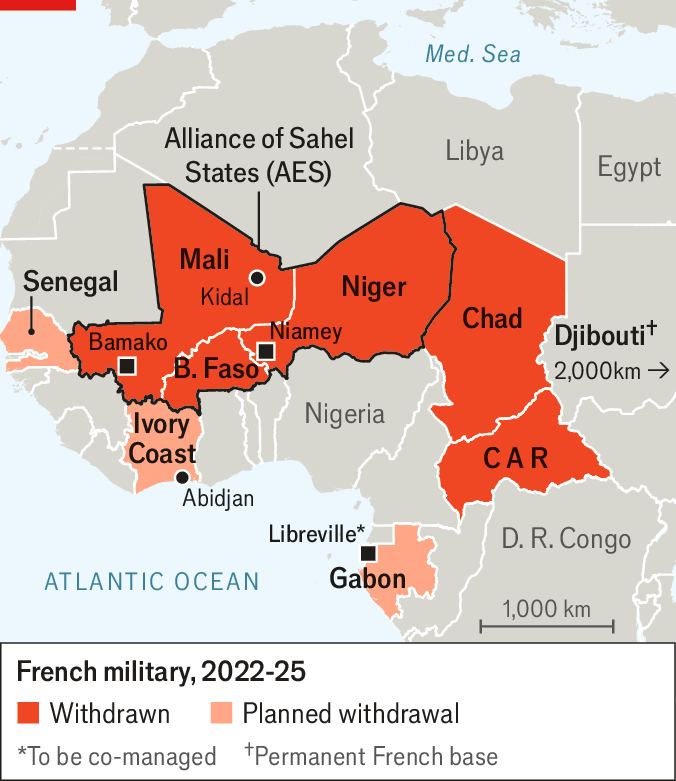 Med. Sea
Alliance of Sahel
States (AES)
Libya
Egypt
Mali
Senegal
Kidal
Niger
Chad
Bamako
Niamey
Djibouti†
B. Faso
2,000km →
Nigeria
Ivory
Coast
CAR
Abidjan
Libreville*
D. R. Congo
Gabon
ATLANTIC OCEAN
1,000 km
French military, 2022-25
Withdrawn
Planned withdrawal
*To be co-managed †Permanent French base